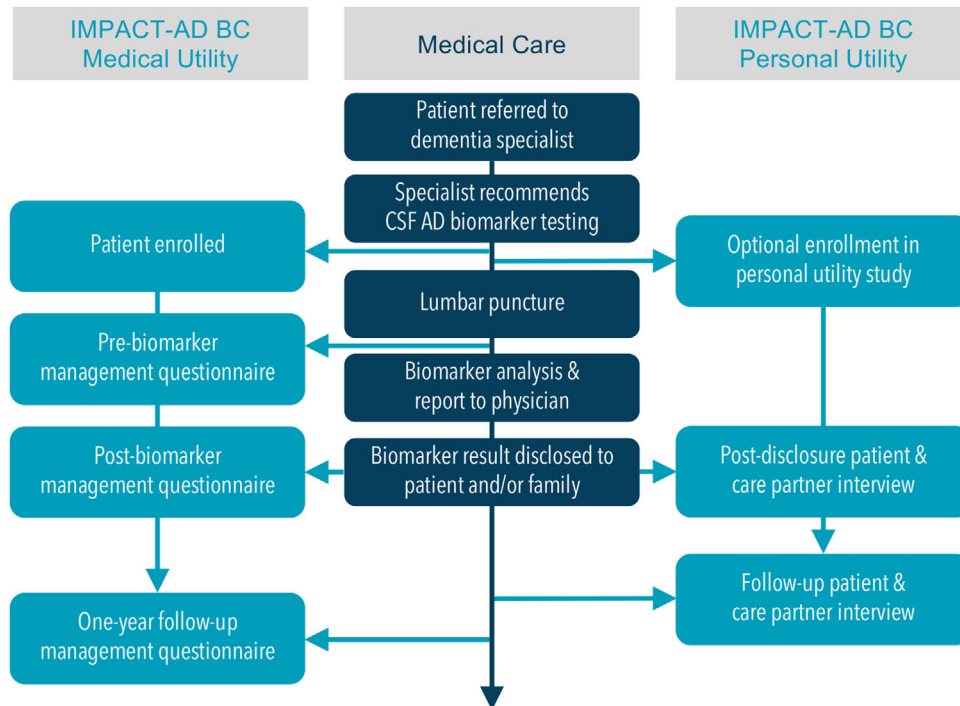 IMPACT-AD BC
Medical Utility
Medical Care
IMPACT-AD BC
Personal Utility
Patient referred to
dementia specialist
Specialist recommends
CSF AD biomarker testing
Patient enrolled
Optional enrollment in
personal utility study
Lumbar puncture
Pre-biomarker
management questionnaire
Biomarker analysis &
report to physician
Post-biomarker
management questionnaire
Biomarker result disclosed to
patient and/or family
Post-disclosure patient &
care partner interview
Follow-up patient &
care partner interview
One-year follow-up
management questionnaire